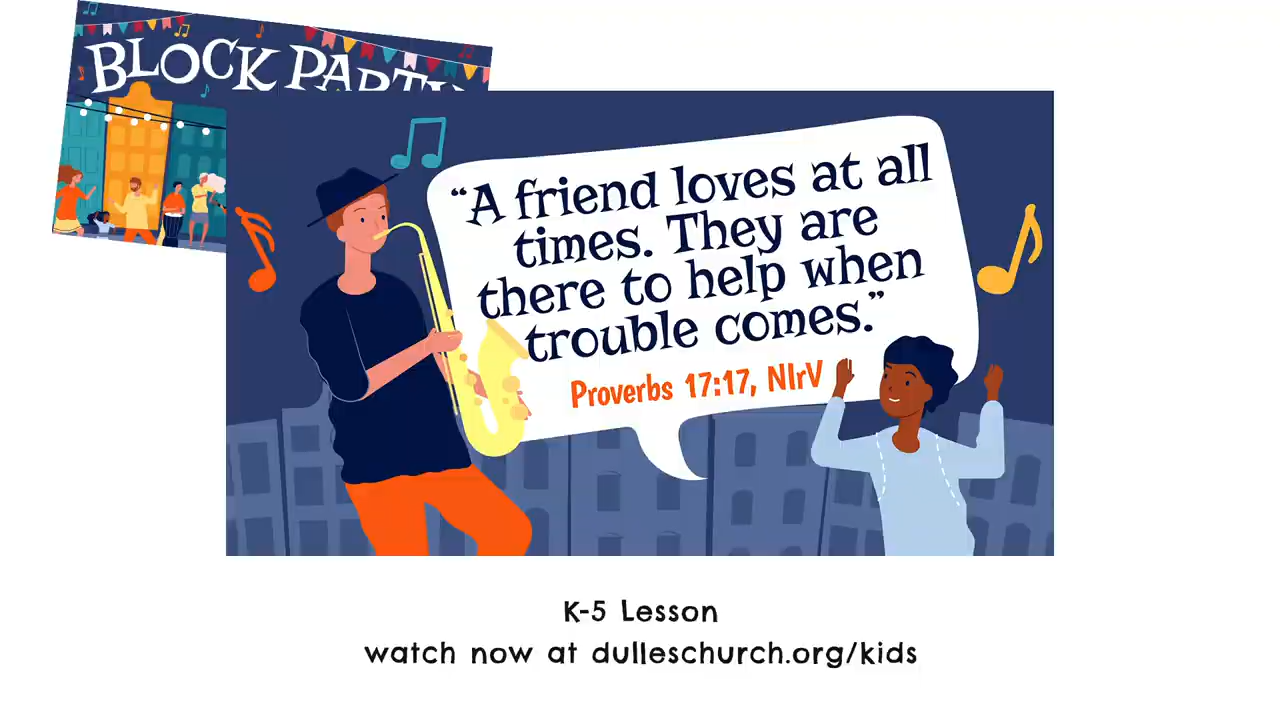 BLOCK PARTY
“A friend loves at all
times. They are
there to help when
trouble comes.”
Proverbs 17:17, NIrV
K-5 Lesson
watch now at dulleschurch.org/kids